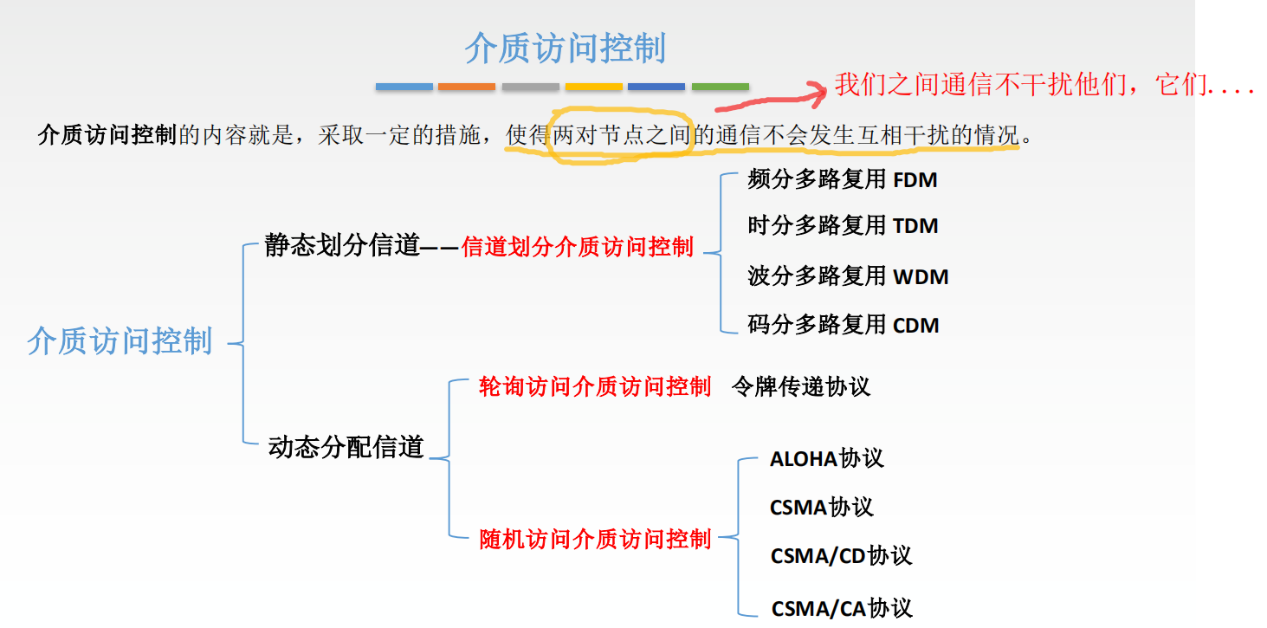 介质访问控制
我们之间通信不干扰他们，它们....
介质访问控制的内容就是，采取一定的措施，使得两对节点之间的通信不会发生互相干扰的情况。
频分多路复用 FDM
时分多路复用 TDM
静态划分信道——信道划分介质访问控制
波分多路复用 WDM
码分多路复用 CDM
介质访问控制
轮询访问介质访问控制 令牌传递协议
动态分配信道
ALOHA协议
CSMA协议
随机访问介质访问控制
CSMA/CD协议
CSMA/CA协议